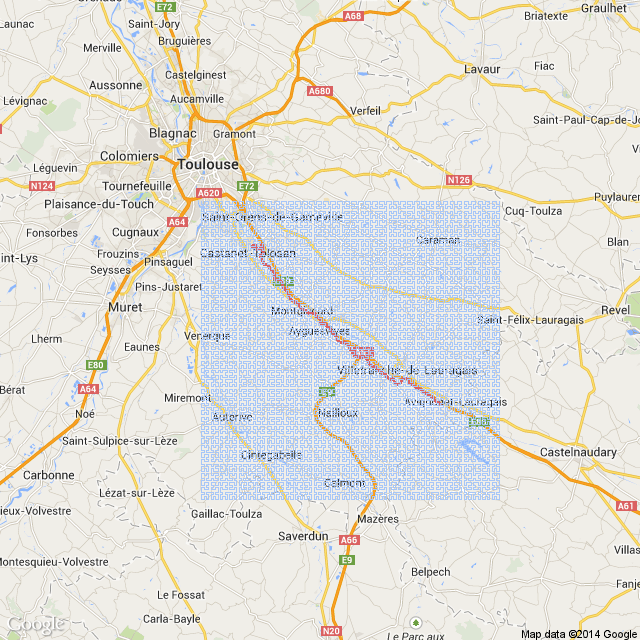 E72
Saint-Jory
Launac
Bruguières
Merville
A68
Briatexte
Graulhet
Castelginest
Lavaur
Fiac
Aussonne
Aucamville
A680
Lévignac
Verfeil
Blagnac
Gramont
Saint-Paul-Cap-de-Jo
Colomiers
Toulouse
Léguevin
N124
Tournefeuille
A620
E72
N126
Plaisance-du-Touch
Puylauren
Cuq-Toulza
Saint-Orens-de-Gameville
A64
Fonsorbes
Cugnaux
Caraman
Blan
Frouzins
Castanet-Tolosan
int-Lys
Seysses
Pinsaguel
Pins-Justaret
Muret
Montgiscard
Revel
Saint-Félix-Lauragais
Ayguesvives
Lherm
Eaunes
Venerque
E80
Villefranche-de-Lauragais
A64
Bérat
E9
Miremont
Avignonet-Lauragais
Noé
Auterive
Nailloux
Saint-Sulpice-sur-Lèze
Castelnaudary
Cintegabelle
Carbonne
Calmont
Lézat-sur-Lèze
A61
ieux-Volvestre
Gaillac-Toulza
Mazères
Saverdun
A66
Villas
Montesquieu-Volvestre
E9
Belpech
Fenje
Le Fossat
Carla-Bayle
N20
Le Parc aux
Google
Map data ©2014 Google